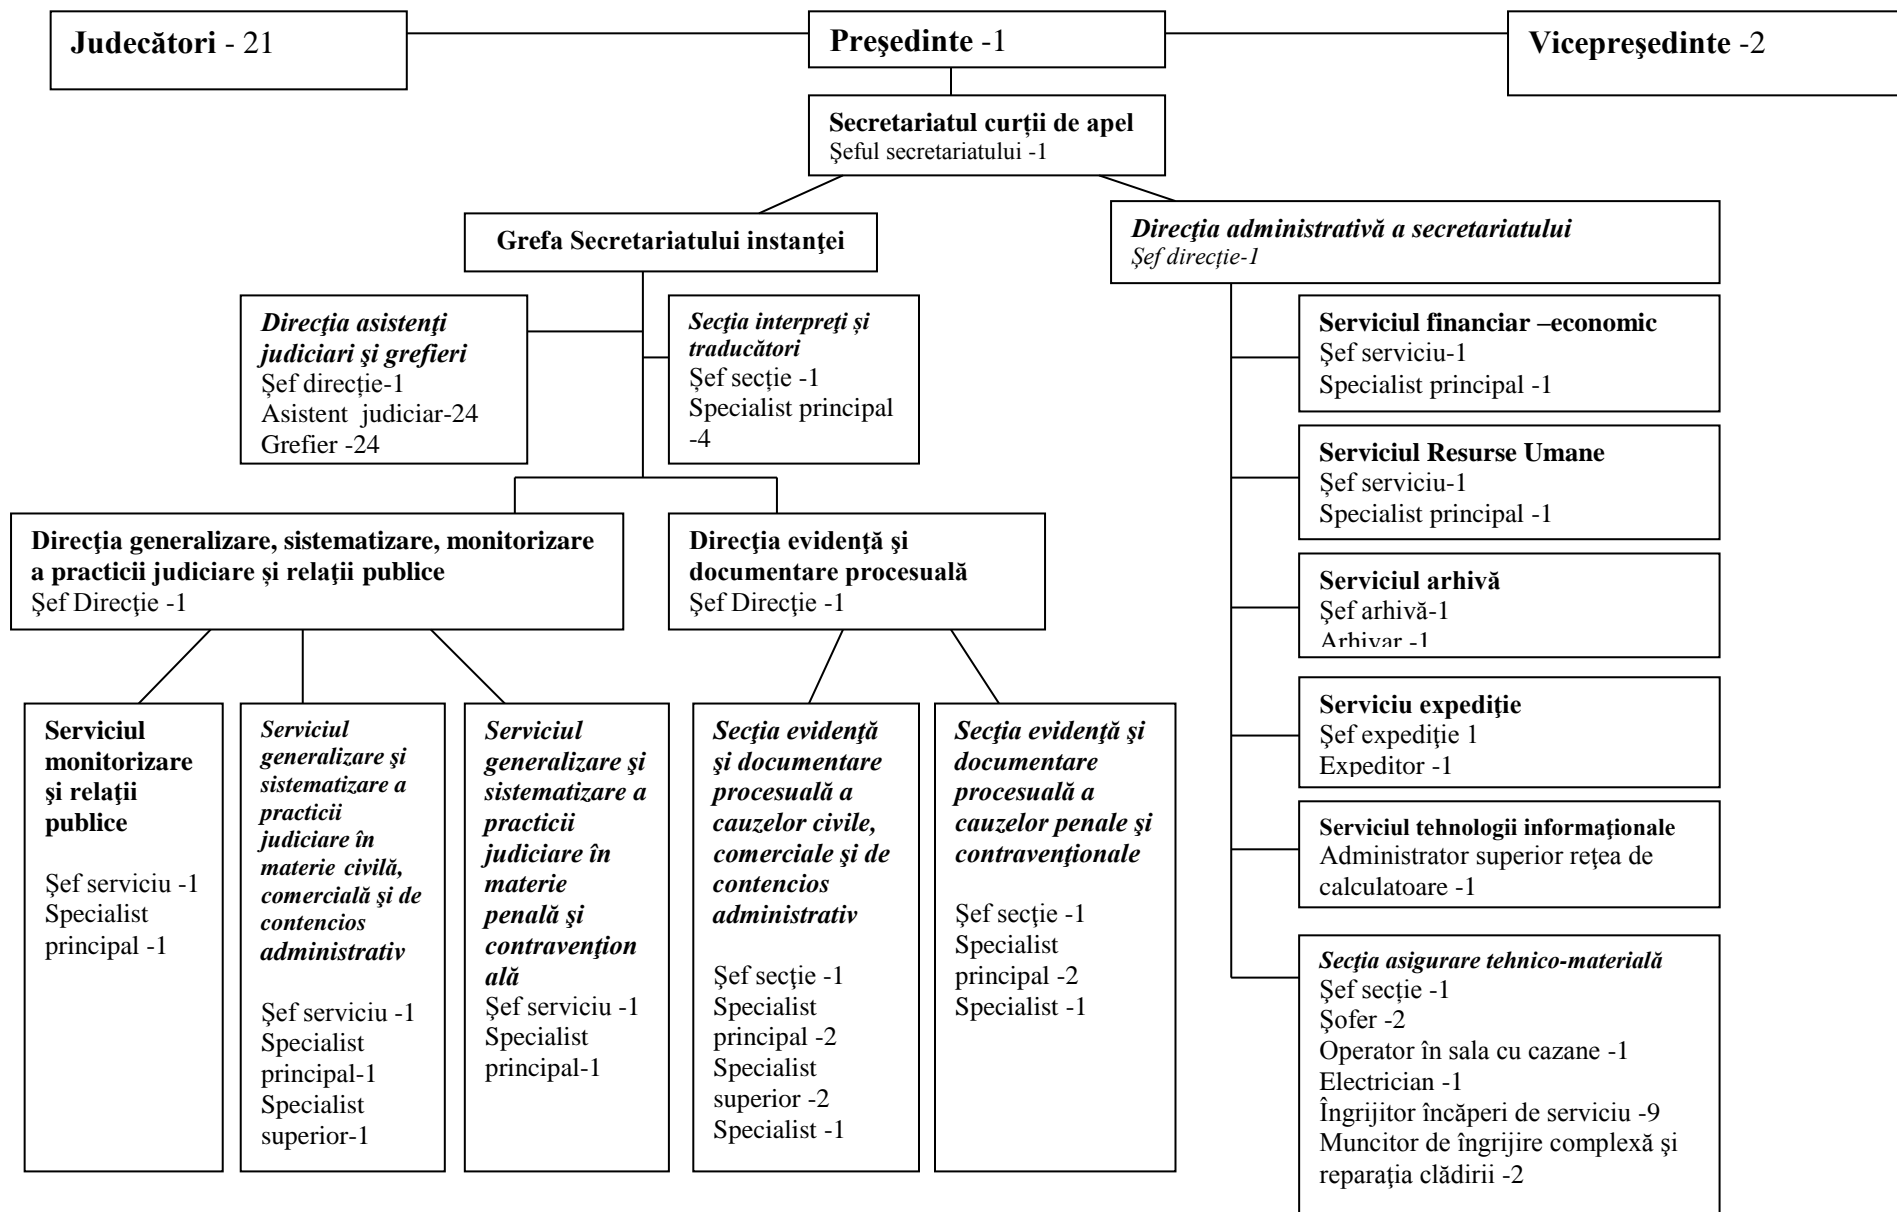 Judecători - 21
Preşedinte -1
Vicepreşedinte -2
Secretariatul curții de apel
Şeful secretariatului -1
Grefa Secretariatului instanţei
Direcţia administrativă a secretariatului
Șef direcție-1
Direcţia asistenţi
judiciari şi grefieri
Șef direcție-1
Asistent judiciar-24
Grefier -24
Secţia interpreţi și
traducători
Șef secție -1
Specialist principal
-4
Serviciul financiar –economic
Şef serviciu-1
Specialist principal -1
Serviciul Resurse Umane
Șef serviciu-1
Specialist principal -1
Direcţia generalizare, sistematizare, monitorizare
a practicii judiciare și relaţii publice
Şef Direcţie -1
Direcţia evidenţă şi
documentare procesuală
Şef Direcţie -1
Serviciul arhivă
Şef arhivă-1
Arhivar -1
Serviciu expediţie
Şef expediţie 1
Expeditor -1
Serviciul tehnologii informaţionale
Administrator superior reţea de
calculatoare -1
Secţia asigurare tehnico-materială
Şef secție -1
Şofer -2
Operator în sala cu cazane -1
Electrician -1
Îngrijitor încăperi de serviciu -9
Muncitor de îngrijire complexă şi
reparaţia clădirii -2
Serviciul
monitorizare
şi relaţii
publice
Şef serviciu -1
Specialist
principal -1
Serviciul
generalizare şi
sistematizare a
practicii
judiciare în
materie civilă,
comercială şi de
contencios
administrativ
Şef serviciu -1
Specialist
principal-1
Specialist
superior-1
Serviciul
generalizare şi
sistematizare a
practicii
judiciare în
materie
penală şi
contravenţion
ală
Şef serviciu -1
Specialist
principal-1
Secţia evidenţă
şi documentare
procesuală a
cauzelor civile,
comerciale şi de
contencios
administrativ
Şef secţie -1
Specialist
principal -2
Specialist
superior -2
Specialist -1
Secţia evidenţă şi
documentare
procesuală a
cauzelor penale şi
contravenţionale
Şef secție -1
Specialist
principal -2
Specialist -1